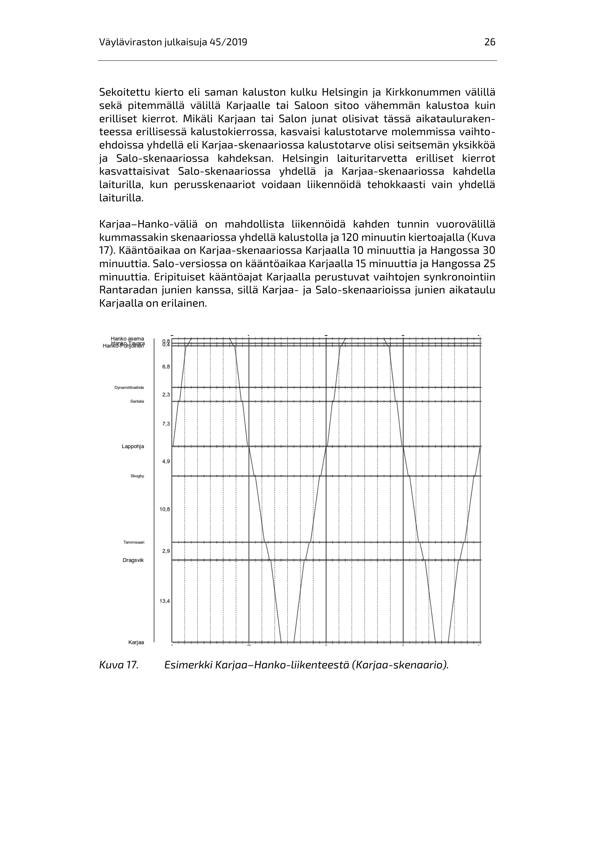 Väyläviraston julkaisuja 45/2019 26
Sekoitettu kierto eli saman kaluston kulku Helsingin ja Kirkkonummen välillä
sekä pitemmällä välillä Karjaalle tai Saloon sitoo vähemmän kalustoa kuin
erilliset kierrot. Mikäli Karjaan tai Salon junat olisivat tässä aikatauluraken-
teessa erillisessä kalustokierrossa, kasvaisi kalustotarve molemmissa vaihto-
ehdoissa yhdellä eli Karjaa-skenaariossa kalustotarve olisi seitsemän yksikköä
ja Salo-skenaariossa kahdeksan. Helsingin laituritarvetta erilliset kierrot
kasvattaisivat Salo-skenaariossa yhdellä ja Karjaa-skenaariossa kahdella
laiturilla, kun perusskenaariot voidaan liikennöidä tehokkaasti vain yhdellä
laiturilla.
Karjaa–Hanko-väliä on mahdollista liikennöidä kahden tunnin vuorovälillä
kummassakin skenaariossa yhdellä kalustolla ja 120 minuutin kiertoajalla (Kuva
17). Kääntöaikaa on Karjaa-skenaariossa Karjaalla 10 minuuttia ja Hangossa 30
minuuttia. Salo-versiossa on kääntöaikaa Karjaalla 15 minuuttia ja Hangossa 25
minuuttia. Eripituiset kääntöajat Karjaalla perustuvat vaihtojen synkronointiin
Rantaradan junien kanssa, sillä Karjaa- ja Salo-skenaarioissa junien aikataulu
Karjaalla on erilainen.
Hanko asema
6,8
Dynamiittivaihde
2,3
Santala
7,3
Lappohja
4,9
Skogby
10,8
Tammisaari
2,9
Dragsvik
13,4
Karjaa
Kuva 17. Esimerkki Karjaa–Hanko-liikenteestä (Karjaa-skenaario).